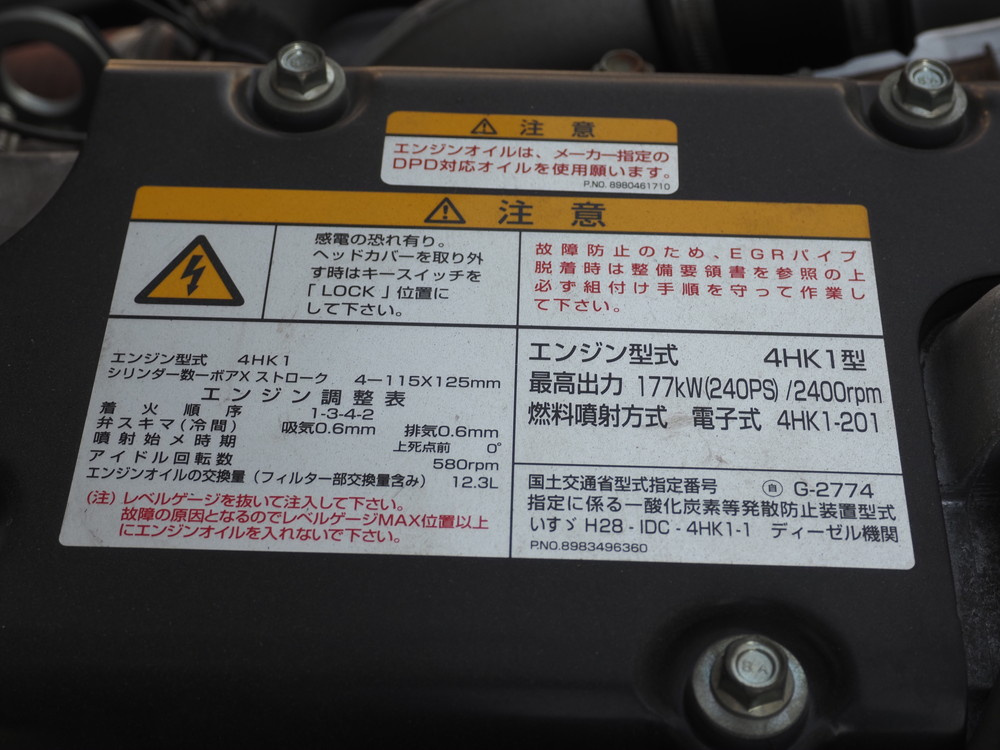 ⚠ 注意
エンジンオイルは、メーカー指定の
DPD対応オイルを使用願います。
P.NO. 8980461710
⚠ 注意
感電の恐れ有り。
ヘッドカバーを取り外
す時はキースイッチを
「LOCK」位置に
して下さい。
故障防止のため、EGRパイプ
脱着時は整備要領書を参照の上
必ず組付け手順を守って作業し
て下さい。
エンジン型式 4HK1
シリンダー数ーボアX ストローク 4ー115X125mm
エンジン調整表
着火順序 1-3-4-2
弁スキマ(冷間) 吸気0.6mm 排気0.6mm
噴射始メ時期 上死点前 0°
アイドル回転数 580rpm
エンジンオイルの交換量(フィルター部交換量含み) 12.3L
(注)レベルゲージを抜いて注入して下さい。
故障の原因となるのでレベルゲージMAX位置以上
にエンジンオイルを入れないで下さい。
エンジン型式 4HK1型
最高出力 177kW(240PS)/2400rpm
燃料噴射方式 電子式 4HK1-201
国土交通省型式指定番号 ㊀自 G-2774
指定に係る一酸化炭素等発散防止装置型式
いすゞ H28-IDC-4HK1-1 ディーゼル機関
P.NO.8983496360
BA